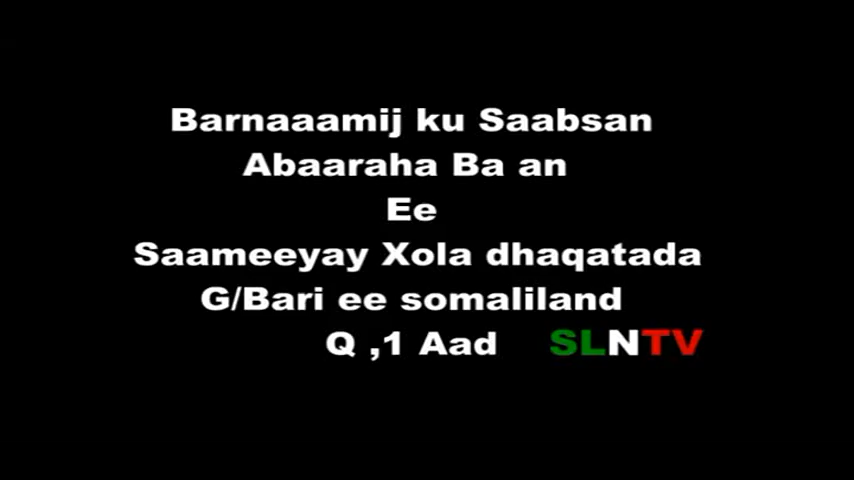 Barnaaamij ku Saabsan
Abaaraha Ba an
Ee
Saameeyay Xola dhaqatada
G/Bari ee somaliland
Q ,1 Aad SLNTV